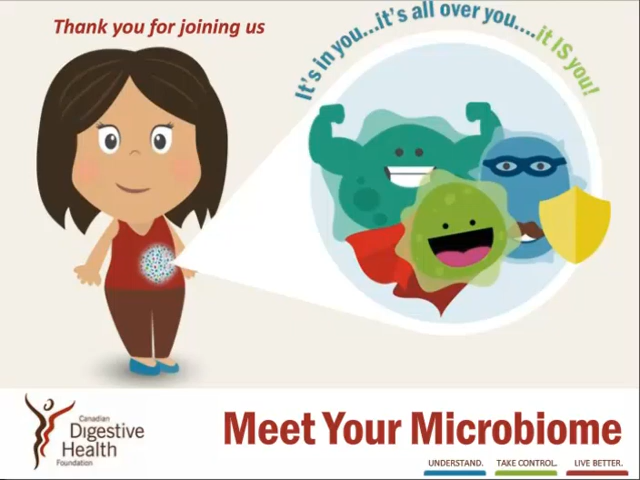 Thank you for joining us
It's in you...it's all over you....it IS you!
Canadian
Digestive
Health
Foundation
Meet Your Microbiome
UNDERSTAND. TAKE CONTROL. LIVE BETTER.